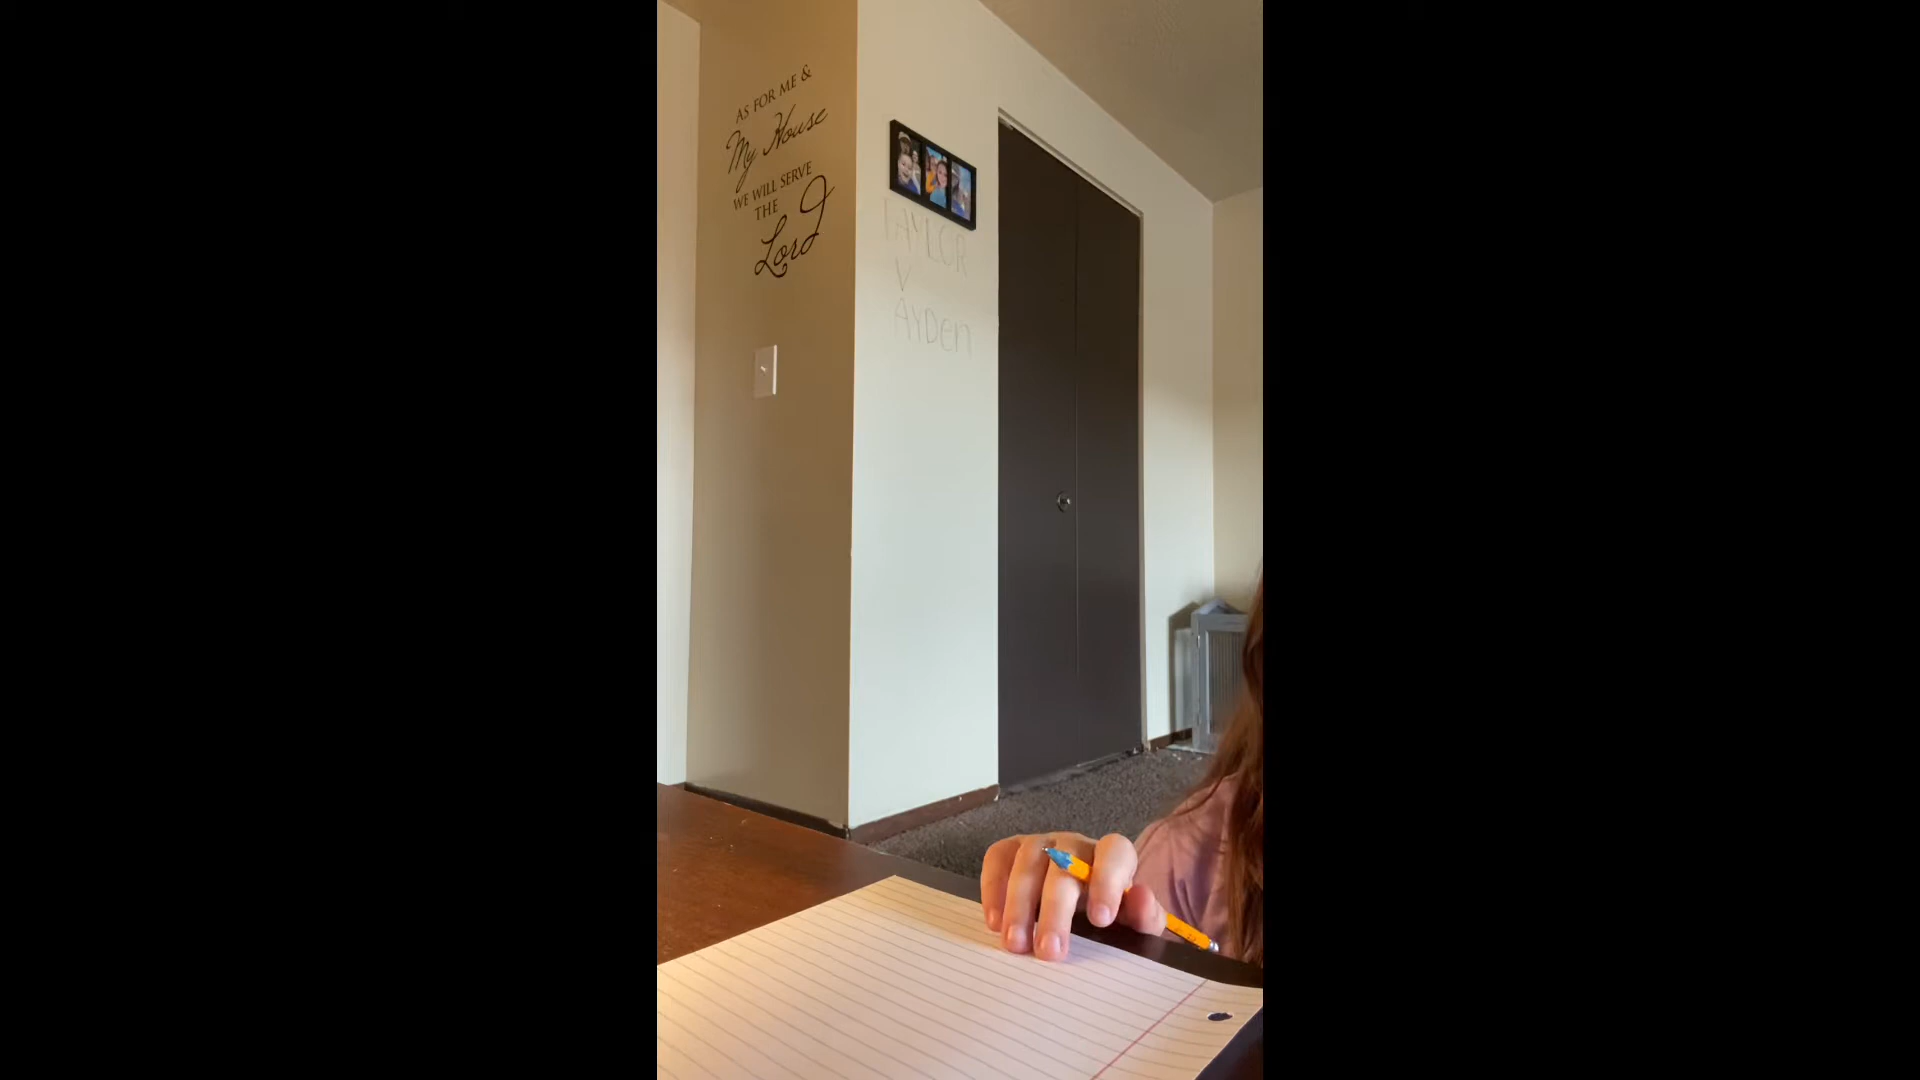 AS FOR ME &
My House
WE WILL SERVE
THE
Lord
TAYLOR
V
AYDEN